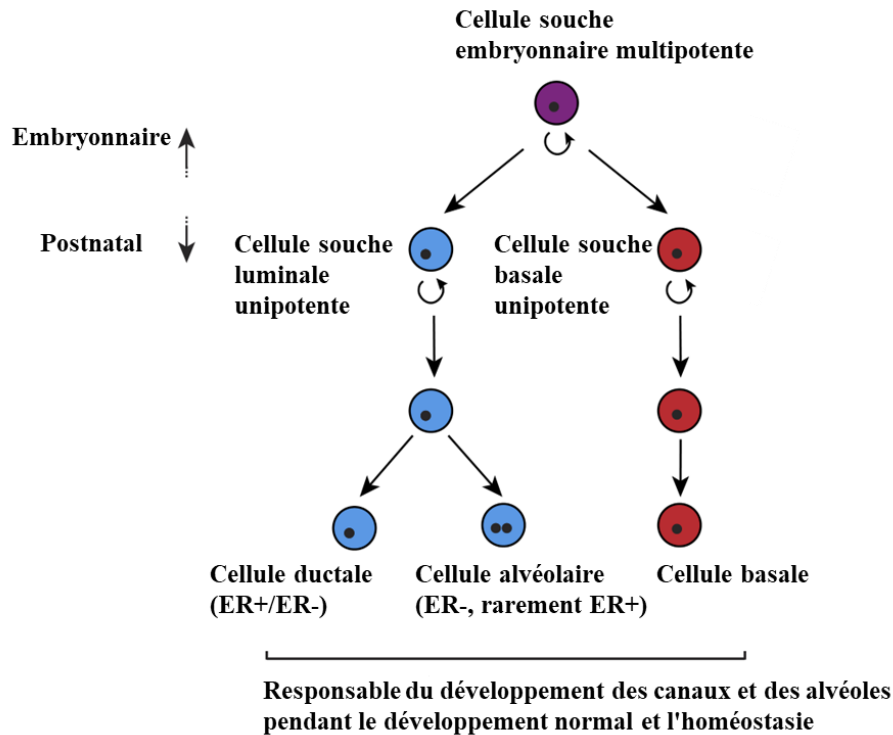 Cellule souche
embryonnaire multipotente
Embryonnaire
Postnatal
Cellule souche
luminale
unipotente
Cellule souche
basale
unipotente
Cellule ductale
(ER+/ER-)
Cellule alvéolaire
(ER-, rarement ER+)
Cellule basale
Responsable du développement des canaux et des alvéoles
pendant le développement normal et l'homéostasie